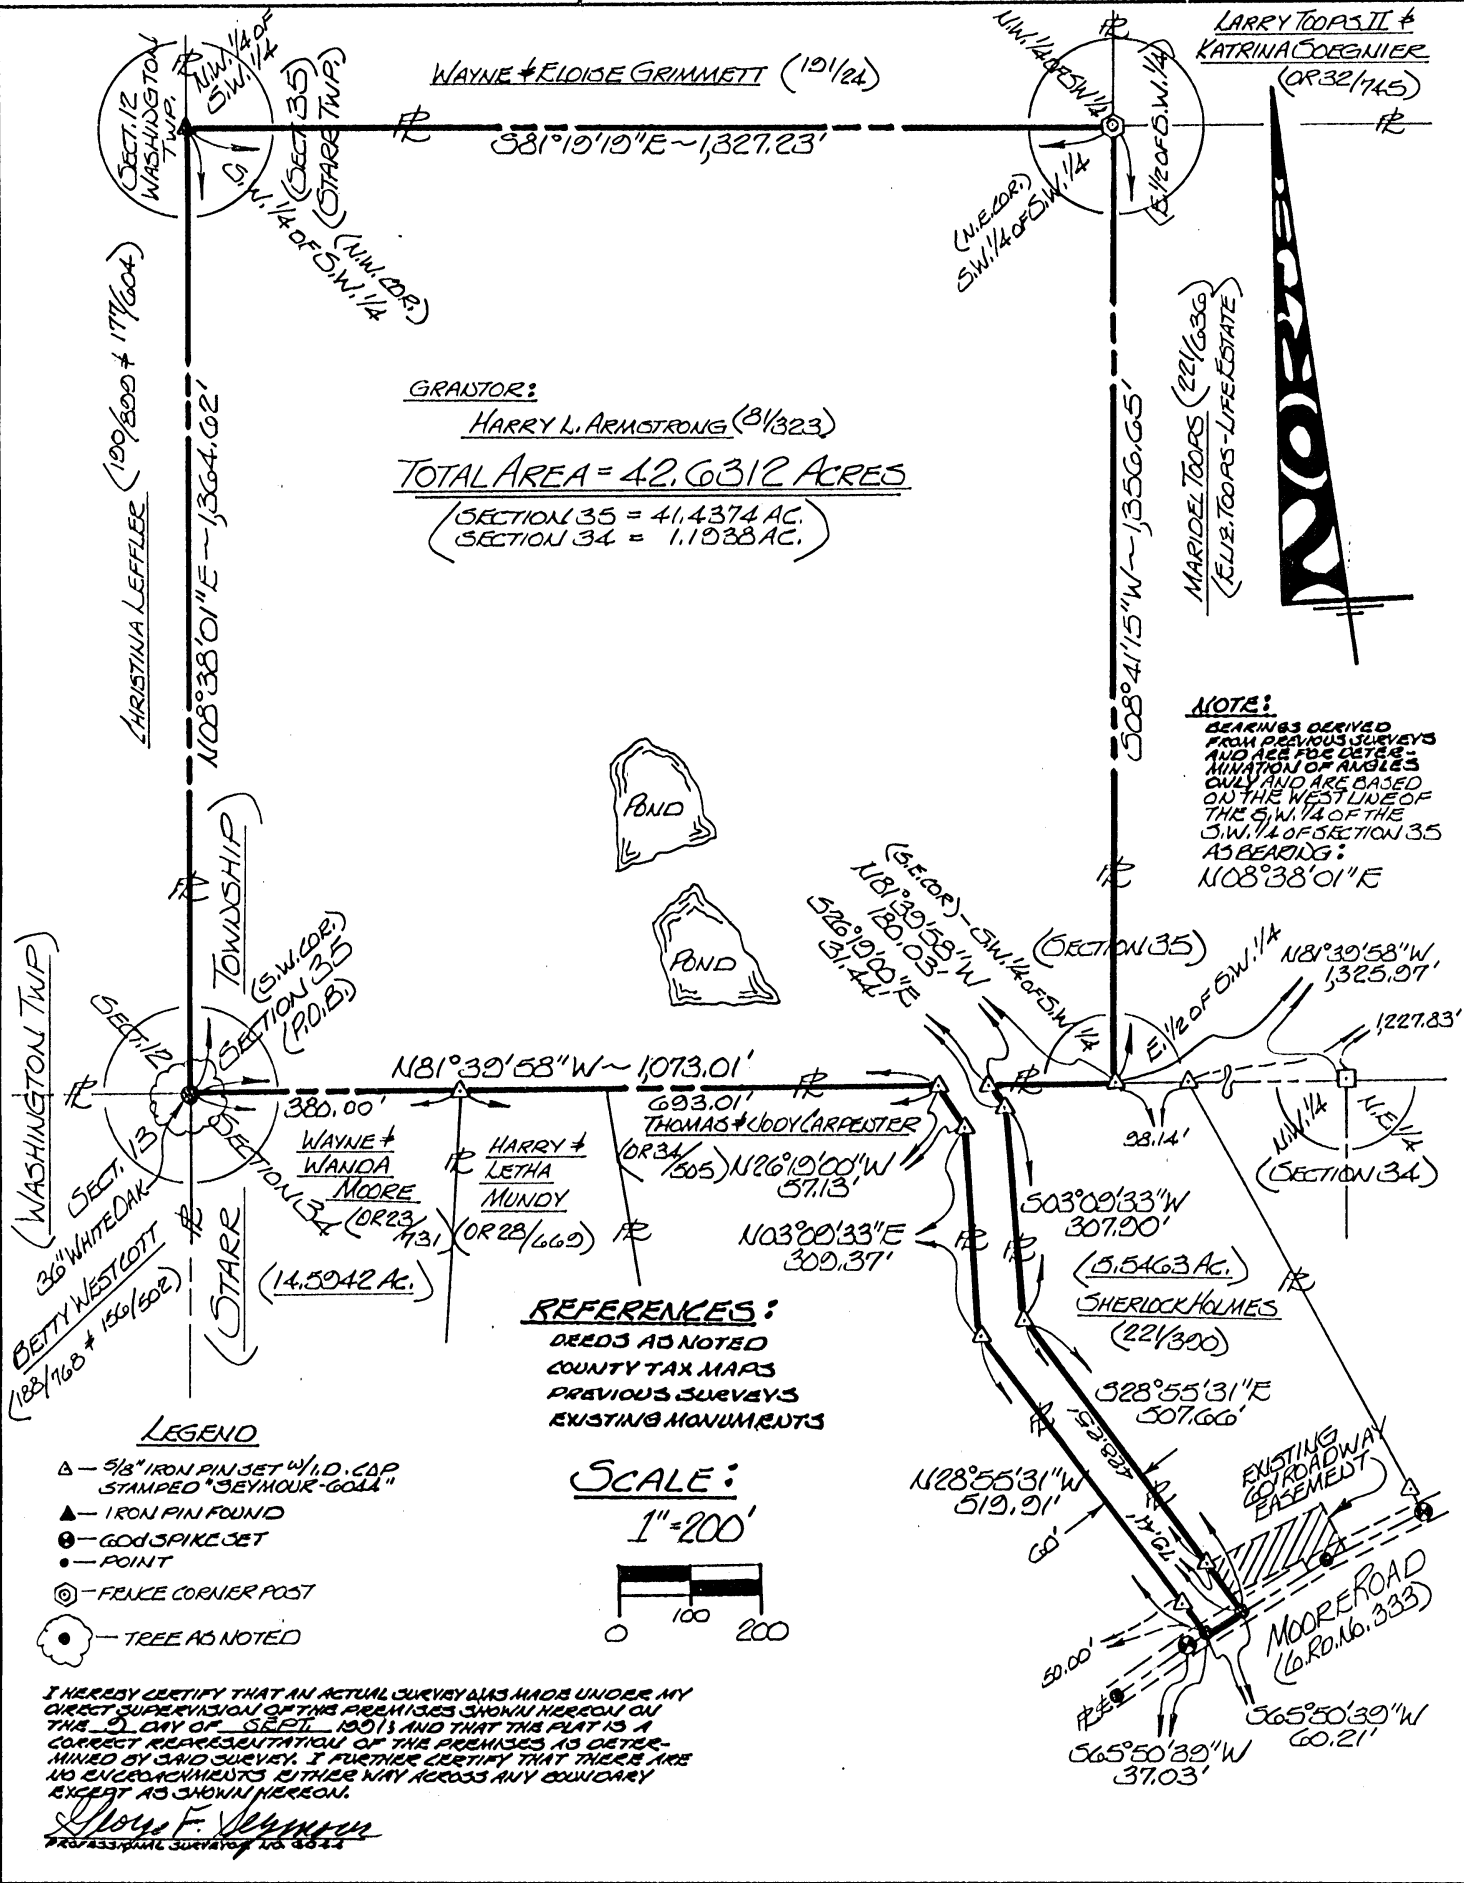 LARRY TOOPS II &
KATRINA SOEGNIER
(OR 32/745)
WAYNE & ELOISE GRIMMETT (191/24)
S81°19'19"E ~ 1,327.23'
SECT. 12
WASHINGTON
TWP.
N.W. 1/4 OF
S.W. 1/4
(SECT. 35)
(STARR TWP.)
(N.W. COR.)
S.W. 1/4 OF S.W. 1/4
N.W. 1/4 OF S.W. 1/4
E. 1/2 OF S.W. 1/4
(N.E. COR.)
S.W. 1/4 OF S.W. 1/4
NORTH
CHRISTINA LEFFLER (190/899 & 177/604)
N08°38'01"E ~ 1,364.62'
GRANTOR:
HARRY L. ARMSTRONG (81/323)
TOTAL AREA = 42.6312 ACRES
(SECTION 35 = 41.4374 AC.
SECTION 34 = 1.1938 AC.)
S08°41'15"W ~ 1,356.65'
MARIDEL TOOPS (221/636)
(ELIZ. TOOPS - LIFE ESTATE)
NOTE:
BEARINGS DERIVED
FROM PREVIOUS SURVEYS
AND ARE FOR DETER-
MINATION OF ANGLES
ONLY AND ARE BASED
ON THE WEST LINE OF
THE S.W. 1/4 OF THE
S.W. 1/4 OF SECTION 35
AS BEARING:
N08°38'01"E
POND
POND
(WASHINGTON TWP)
TOWNSHIP)
(STARR
SECT. 12
(S.W. COR.)
SECTION 35
(P.O.B.)
SECT. 13
SECTION 34
36" WHITE OAK
BETTY WESTCOTT
(188/768 & 156/502)
N81°39'58"W ~ 1,073.01'
380.00'
693.01'
WAYNE &
WANDA
MOORE
(OR 23/731)
(14.5942 AC.)
HARRY &
LETHA
MUNDY
(OR 28/669)
THOMAS & JODY CARPENTER
(OR 34/505)
N26°19'00"W
57.13'
N03°09'33"E
309.37'
S26°19'00"E
31.44'
N81°39'58"W
180.03'
(S.E. COR) - S.W. 1/4 OF S.W. 1/4
(SECTION 35)
E. 1/2 OF S.W. 1/4
N81°39'58"W
1,325.97'
1,227.83'
98.14'
N.W. 1/4
N.E. 1/4
(SECTION 34)
S03°09'33"W
307.90'
(5.5463 AC.)
SHERLOCK HOLMES
(221/390)
S28°55'31"E
507.66'
428.25'
79.41'
N28°55'31"W
519.91'
60'
50.00'
EXISTING
60' ROADWAY
EASEMENT
MOORE ROAD
(Co. RD. No. 333)
S65°50'39"W
60.21'
S65°50'39"W
37.03'
REFERENCES:
DEEDS AS NOTED
COUNTY TAX MAPS
PREVIOUS SURVEYS
EXISTING MONUMENTS
SCALE:
1"=200'
0 100 200
LEGEND
— 5/8" IRON PIN SET W/I.D. CAP
STAMPED "SEYMOUR-6044"
— IRON PIN FOUND
— 60d SPIKE SET
— POINT
— FENCE CORNER POST
— TREE AS NOTED
I HEREBY CERTIFY THAT AN ACTUAL SURVEY WAS MADE UNDER MY
DIRECT SUPERVISION OF THE PREMISES SHOWN HEREON ON
THE 9 DAY OF SEPT. 1991; AND THAT THE PLAT IS A
CORRECT REPRESENTATION OF THE PREMISES AS DETER-
MINED BY SAID SURVEY. I FURTHER CERTIFY THAT THERE ARE
NO ENCROACHMENTS EITHER WAY ACROSS ANY BOUNDARY
EXCEPT AS SHOWN HEREON.
George F. Seymour
PROFESSIONAL SURVEYOR NO. 6044